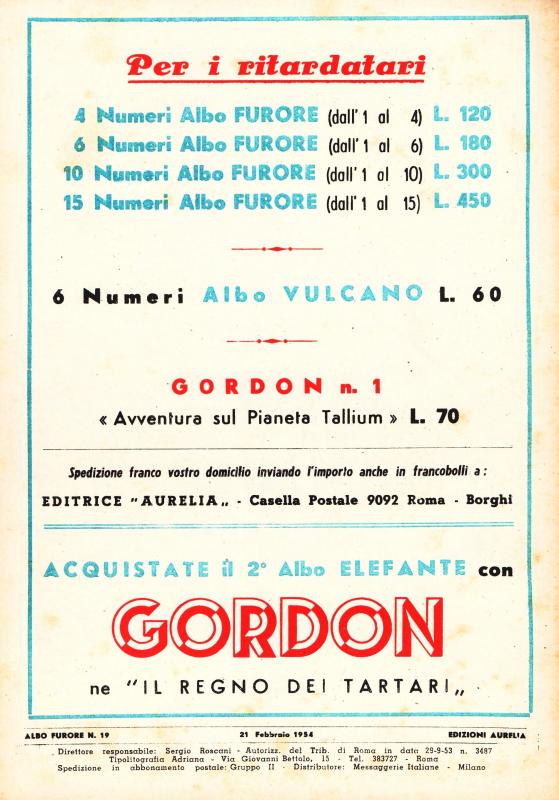 Per i ritardatari
4 Numeri Albo FURORE (dall' 1 al 4) L. 120
6 Numeri Albo FURORE (dall' 1 al 6) L. 180
10 Numeri Albo FURORE (dall' 1 al 10) L. 300
15 Numeri Albo FURORE (dall' 1 al 15) L. 450
6 Numeri Albo VULCANO L. 60
GORDON n. 1
« Avventura sul Pianeta Tallium » L. 70
Spedizione franco vostro domicilio inviando l'importo anche in francobolli a :
EDITRICE "AURELIA„ - Casella Postale 9092 Roma - Borghi
ACQUISTATE il 2° Albo ELEFANTE con
GORDON
ne "IL REGNO DEI TARTARI„
ALBO FURORE N. 19 21 Febbraio 1954 EDIZIONI AURELIA
Direttore responsabile: Sergio Roscani - Autorizz. del Trib. di Roma in data 29-9-53 n. 3487
Tipolitografia Adriana - Via Giovanni Bettolo, 15 - Tel. 383727 - Roma
Spedizione in abbonamento postale: Gruppo II - Distributore: Messaggerie Italiane - Milano